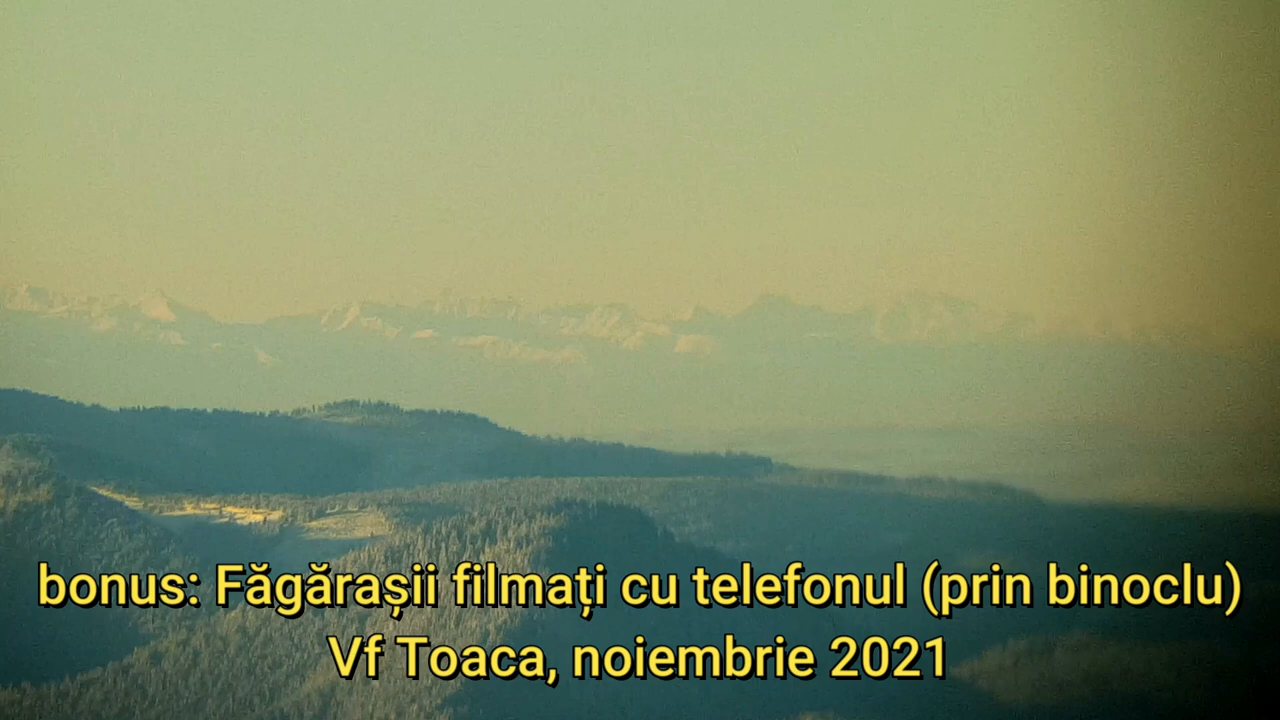 bonus: Făgărașii filmați cu telefonul (prin binoclu)
Vf Toaca, noiembrie 2021